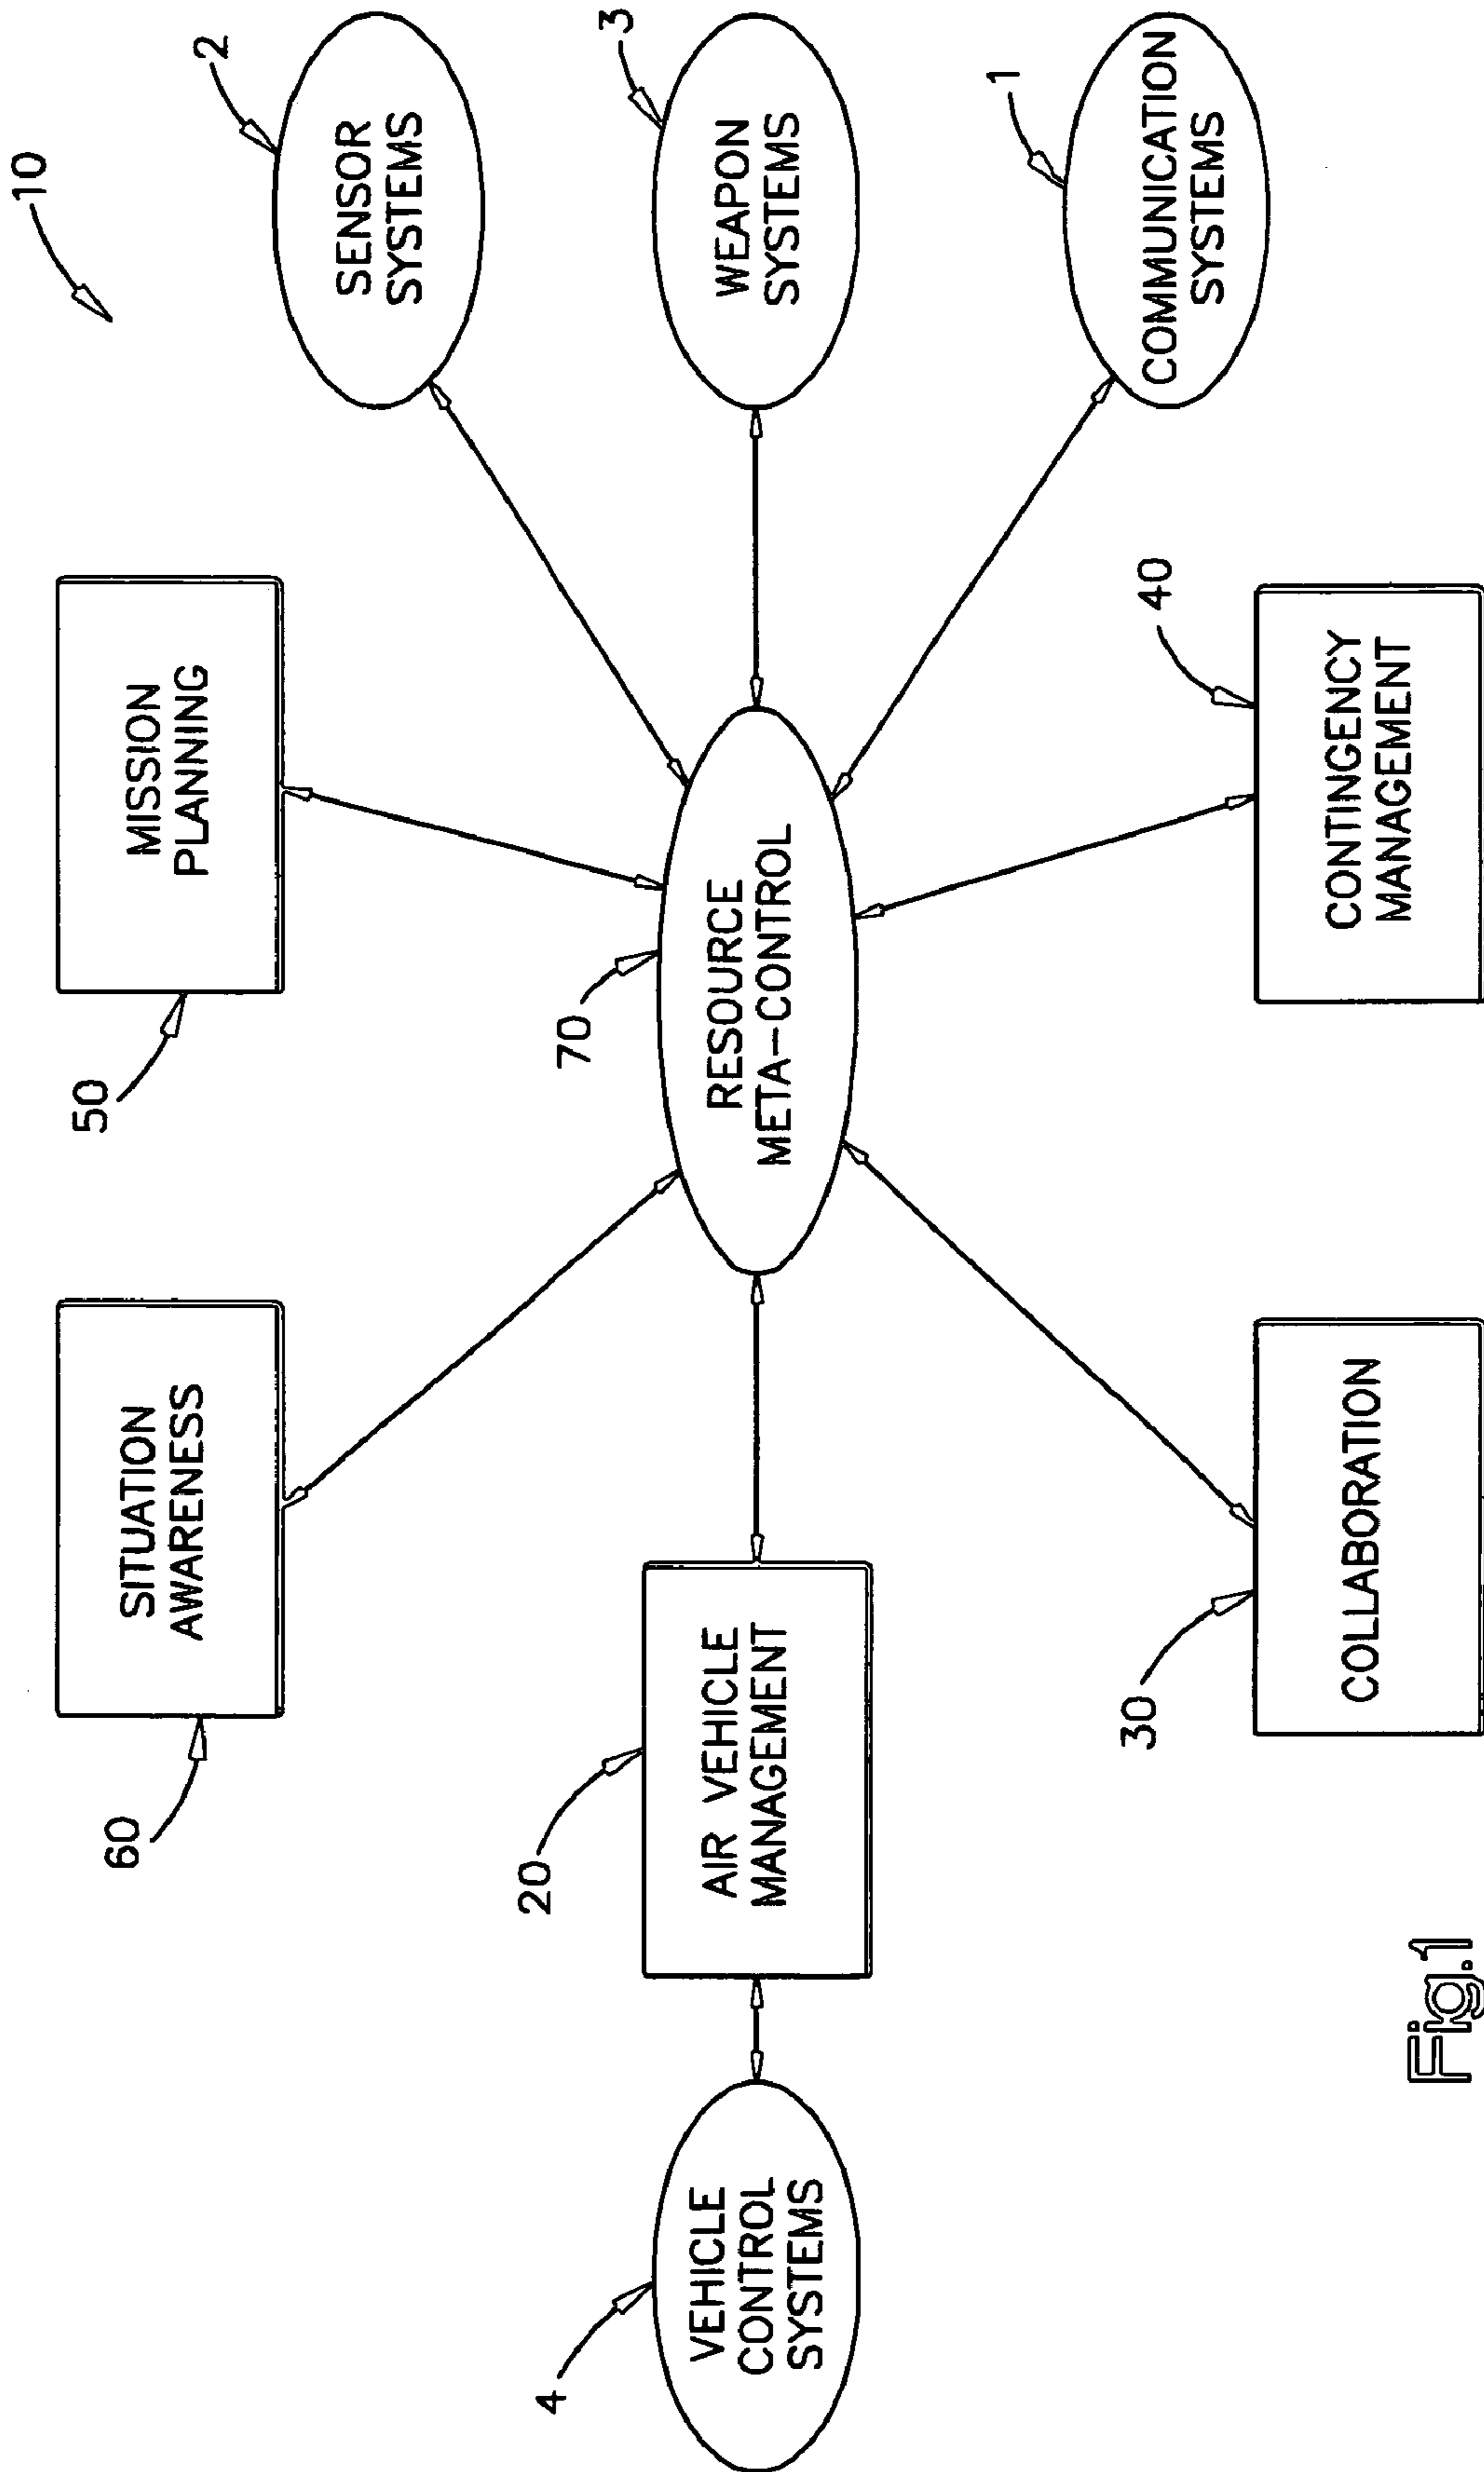 10
60
SITUATION
AWARENESS
50
MISSION
PLANNING
2
SENSOR
SYSTEMS
4
VEHICLE
CONTROL
SYSTEMS
20
AIR VEHICLE
MANAGEMENT
70
RESOURCE
META-CONTROL
3
WEAPON
SYSTEMS
30
COLLABORATION
40
CONTINGENCY
MANAGEMENT
1
COMMUNICATION
SYSTEMS
Fig.1